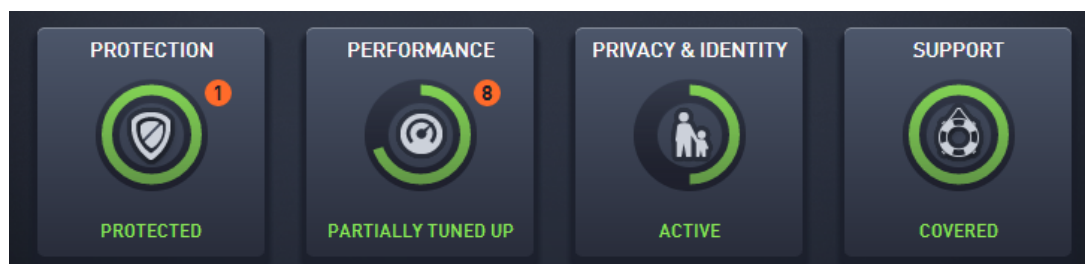 PROTECTION
1
PROTECTED
PERFORMANCE
8
PARTIALLY TUNED UP
PRIVACY & IDENTITY
ACTIVE
SUPPORT
COVERED